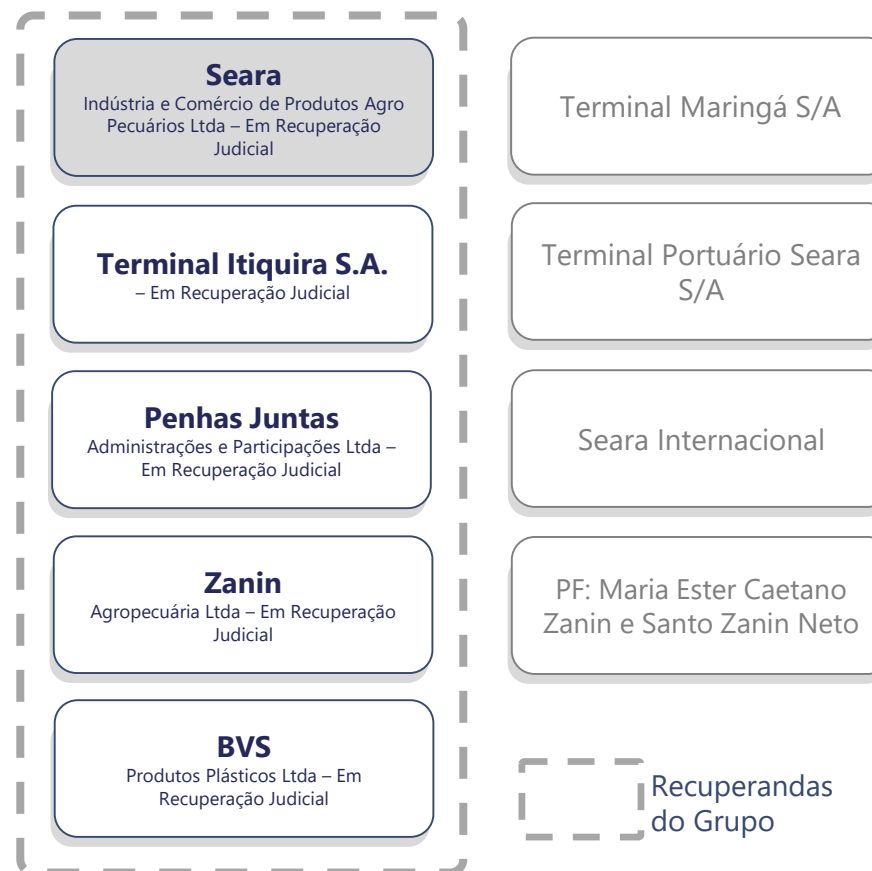 Seara
Indústria e Comércio de Produtos Agro
Pecuários Ltda – Em Recuperação
Judicial
Terminal Itiquira S.A.
– Em Recuperação Judicial
Penhas Juntas
Administrações e Participações Ltda –
Em Recuperação Judicial
Zanin
Agropecuária Ltda – Em Recuperação
Judicial
BVS
Produtos Plásticos Ltda – Em
Recuperação Judicial
Terminal Maringá S/A
Terminal Portuário Seara
S/A
Seara Internacional
PF: Maria Ester Caetano
Zanin e Santo Zanin Neto
Recuperandas
do Grupo